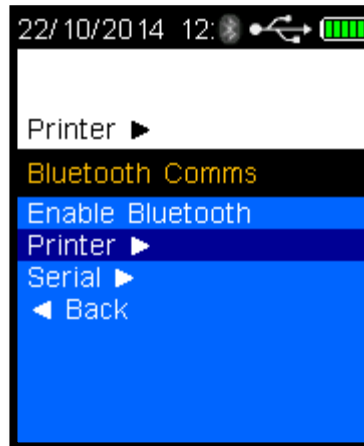 22/10/2014 12:
Printer ►
Bluetooth Comms
Enable Bluetooth
Printer ►
Serial ►
◄ Back